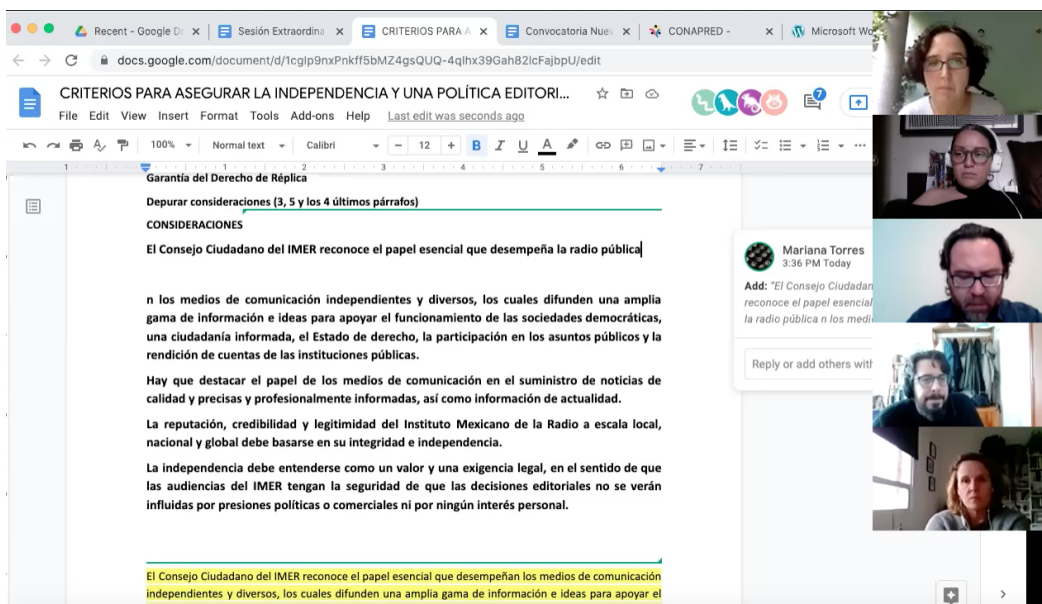 Recent - Google Dr
Sesión Extraordina
CRITERIOS PARA A
Convocatoria Nue
CONAPRED -
Microsoft Wo
docs.google.com/document/d/1cglp9nxPnkff5bMZ4gsQUQ-4qlhx39Gah82lcFajbpU/edit
CRITERIOS PARA ASEGURAR LA INDEPENDENCIA Y UNA POLÍTICA EDITORI...
7
File Edit View Insert Format Tools Add-ons Help Last edit was seconds ago
100% Normal text Calibri - 12 + B I U A
1 1 2 3 4 5 6 7
Garantía del Derecho de Réplica
Depurar consideraciones (3, 5 y los 4 últimos párrafos)
CONSIDERACIONES
El Consejo Ciudadano del IMER reconoce el papel esencial que desempeña la radio pública
n los medios de comunicación independientes y diversos, los cuales difunden una amplia
gama de información e ideas para apoyar el funcionamiento de las sociedades democráticas,
una ciudadanía informada, el Estado de derecho, la participación en los asuntos públicos y la
rendición de cuentas de las instituciones públicas.
Hay que destacar el papel de los medios de comunicación en el suministro de noticias de
calidad y precisas y profesionalmente informadas, así como información de actualidad.
La reputación, credibilidad y legitimidad del Instituto Mexicano de la Radio a escala local,
nacional y global debe basarse en su integridad e independencia.
La independencia debe entenderse como un valor y una exigencia legal, en el sentido de que
las audiencias del IMER tengan la seguridad de que las decisiones editoriales no se verán
influidas por presiones políticas o comerciales ni por ningún interés personal.
El Consejo Ciudadano del IMER reconoce el papel esencial que desempeñan los medios de comunicación
independientes y diversos, los cuales difunden una amplia gama de información e ideas para apoyar el
Mariana Torres
3:36 PM Today
Add: "El Consejo Ciudadan
reconoce el papel esencial
la radio pública n los medi
Reply or add others with